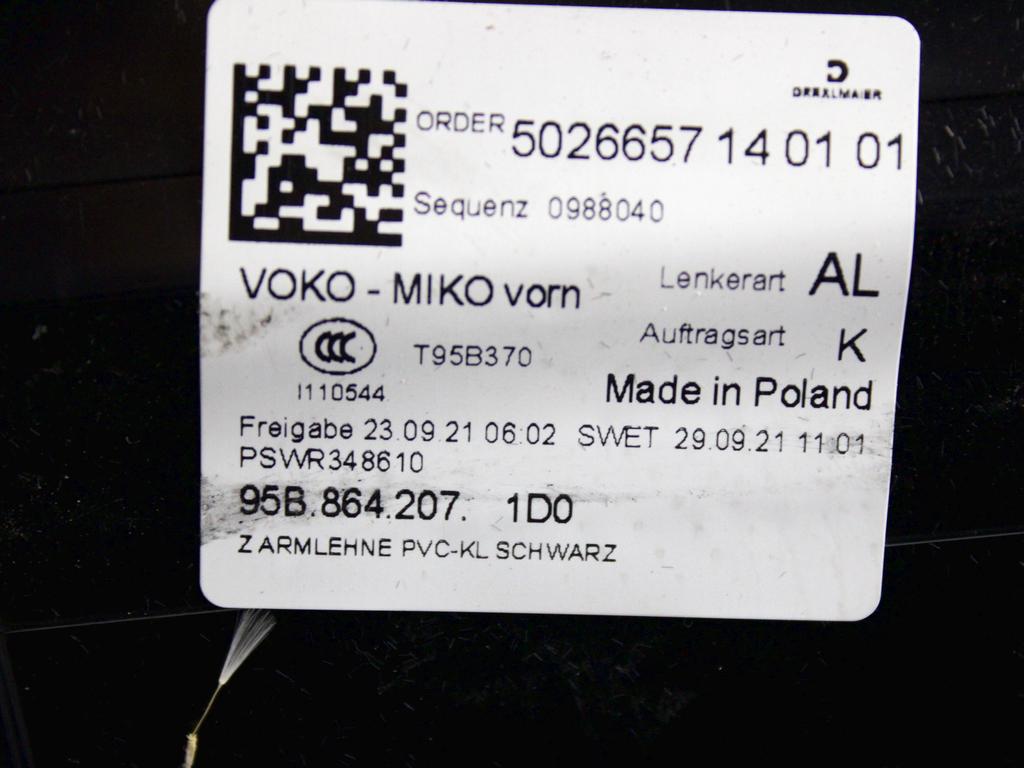 DRÄXLMAIER
ORDER 5026657 14 01 01
Sequenz 0988040
VOKO - MIKO vorn
Lenkerart AL
CCC
T95B370
Auftragsart K
I110544
Made in Poland
Freigabe 23.09.21 06:02 SWET 29.09.21 11:01
PSWR348610
95B.864.207. 1D0
Z ARMLEHNE PVC-KL SCHWARZ